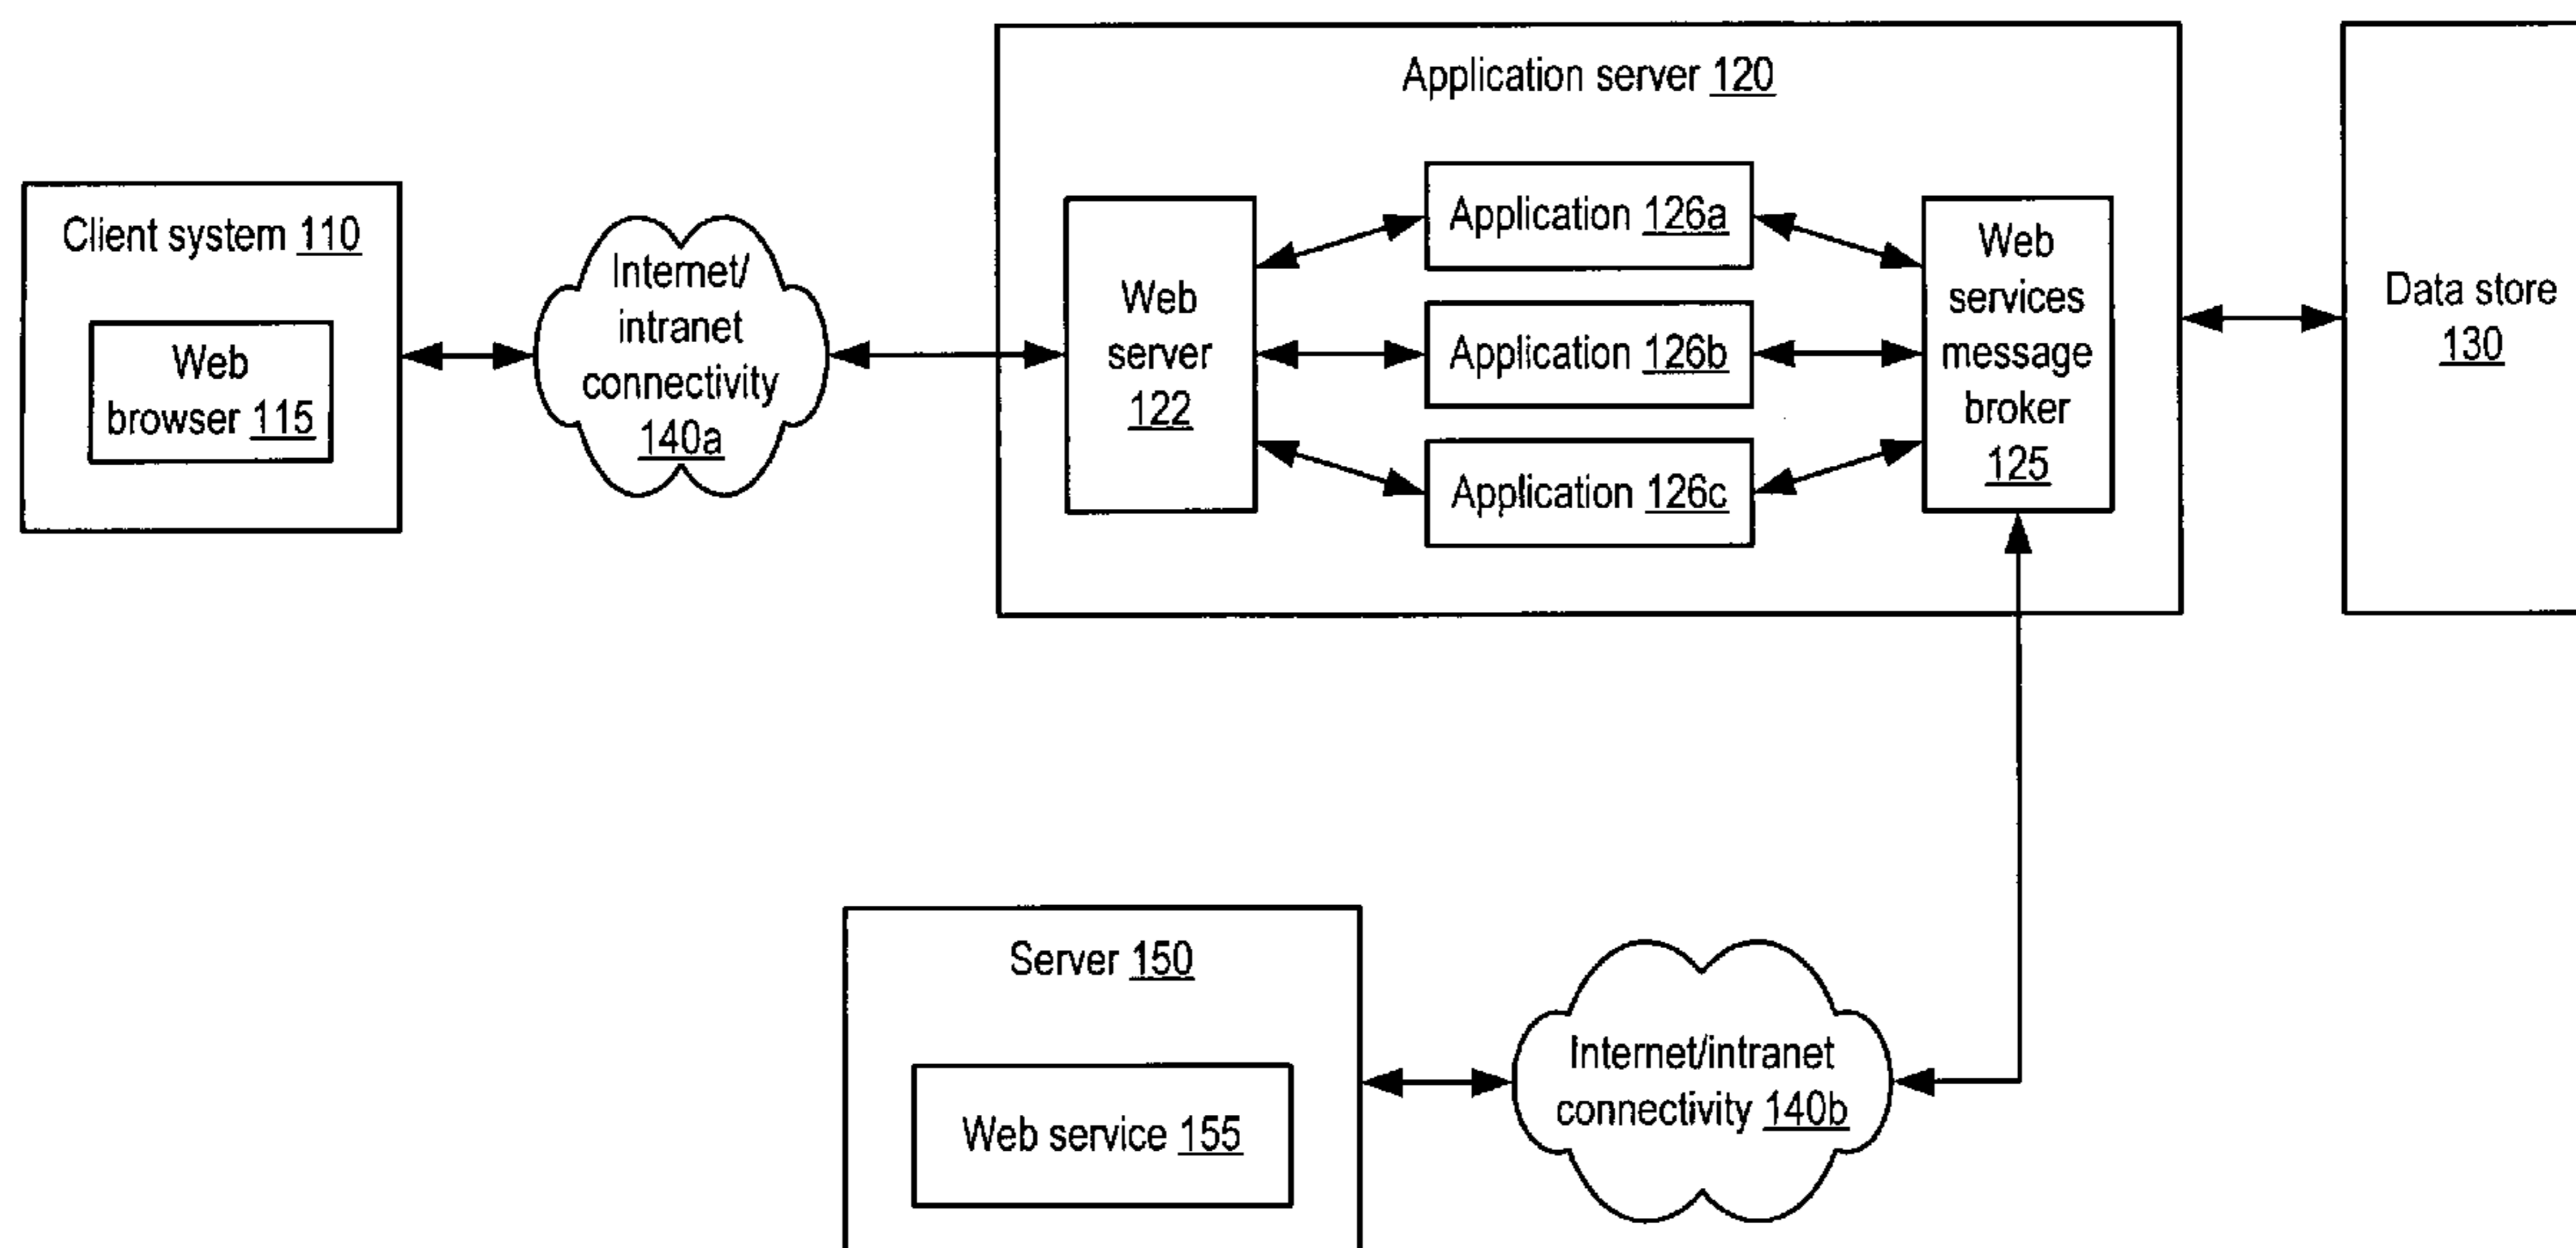 Application server 120
Client system 110
Web
browser 115
Internet/
intranet
connectivity
140a
Web
server
122
Application 126a
Application 126b
Application 126c
Web
services
message
broker
125
Data store
130
Server 150
Web service 155
Internet/intranet
connectivity 140b